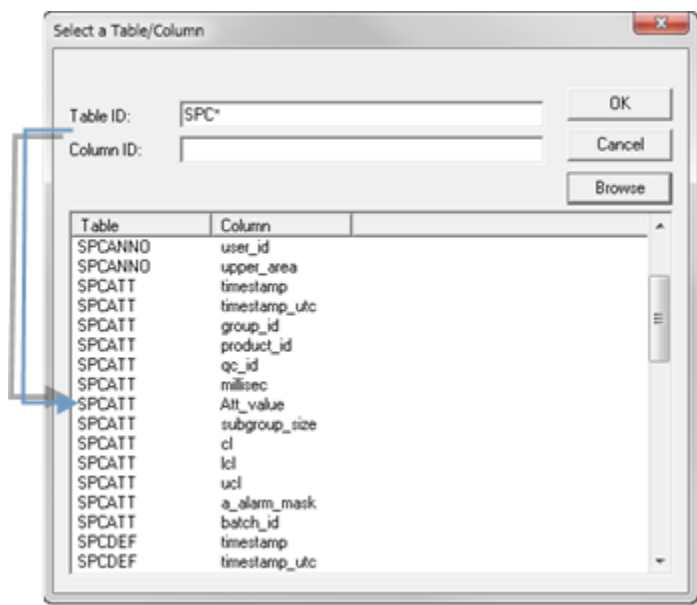 Select a Table/Column
Table ID: SPC* OK
Column ID: Cancel
Browse
Table Column
SPCANNO user_id
SPCANNO upper_area
SPCATT timestamp
SPCATT timestamp_utc
SPCATT group_id
SPCATT product_id
SPCATT qc_id
SPCATT millisec
SPCATT Att_value
SPCATT subgroup_size
SPCATT cl
SPCATT lcl
SPCATT ucl
SPCATT a_alarm_mask
SPCATT batch_id
SPCDEF timestamp
SPCDEF timestamp_utc